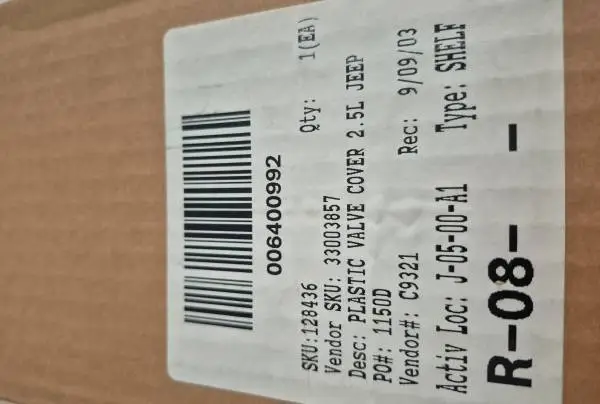 006400992
SKU:128436 Qty: 1(EA)
Vendor SKU: 33003857
Desc: PLASTIC VALVE COVER 2.5L JEEP
PO#: 1150D
Vendor#: C9321 Rec: 9/09/03
Activ Loc: J-05-00-A1 Type: SHELF
R-08- -